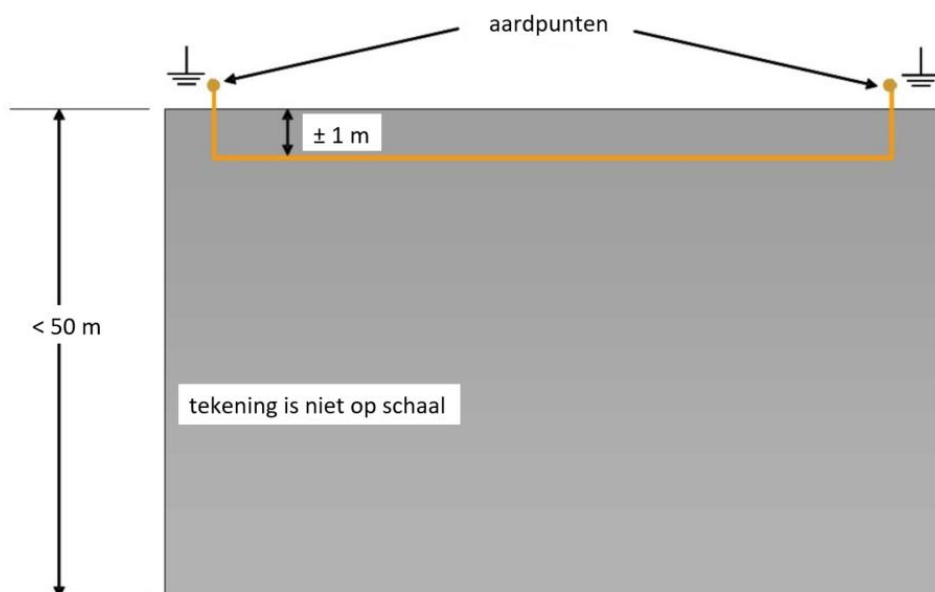 aardpunten
± 1 m
< 50 m
tekening is niet op schaal